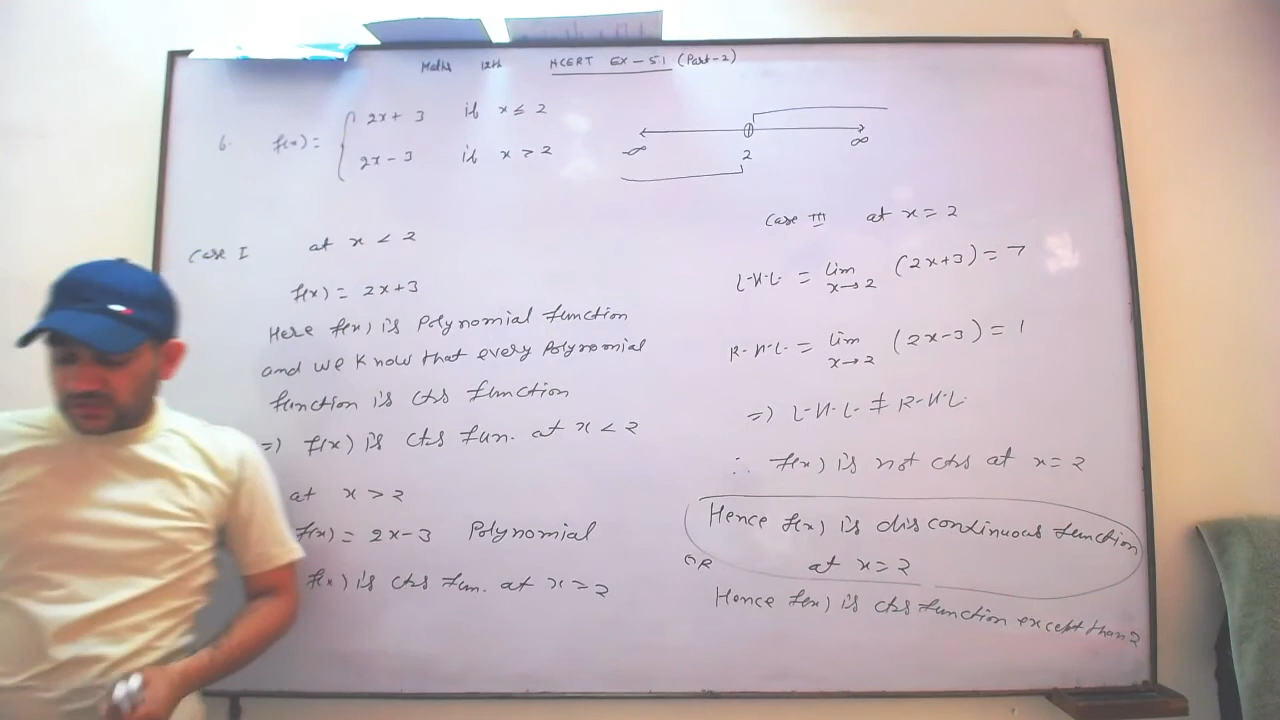 Maths 12th NCERT EX-5.1 (Part-2)
6. f(x) = { 2x + 3 if x ≤ 2
2x - 3 if x > 2
-∞ 2 ∞
Case I at x < 2
f(x) = 2x+3
Here f(x) is Polynomial function
and we know that every Polynomial
function is cts function
=) f(x) is cts fun. at x < 2
at x > 2
f(x) = 2x-3 Polynomial
f(x) is cts fun. at x = 2
Case III at x = 2
L.H.L. = lim x→2 (2x+3) = 7
R.H.L. = lim x→2 (2x-3) = 1
=) L.H.L. ≠ R.H.L.
∴ f(x) is not cts at x = 2
Hence f(x) is discontinuous function
at x = 2
OR
Hence f(x) is cts function except than 2